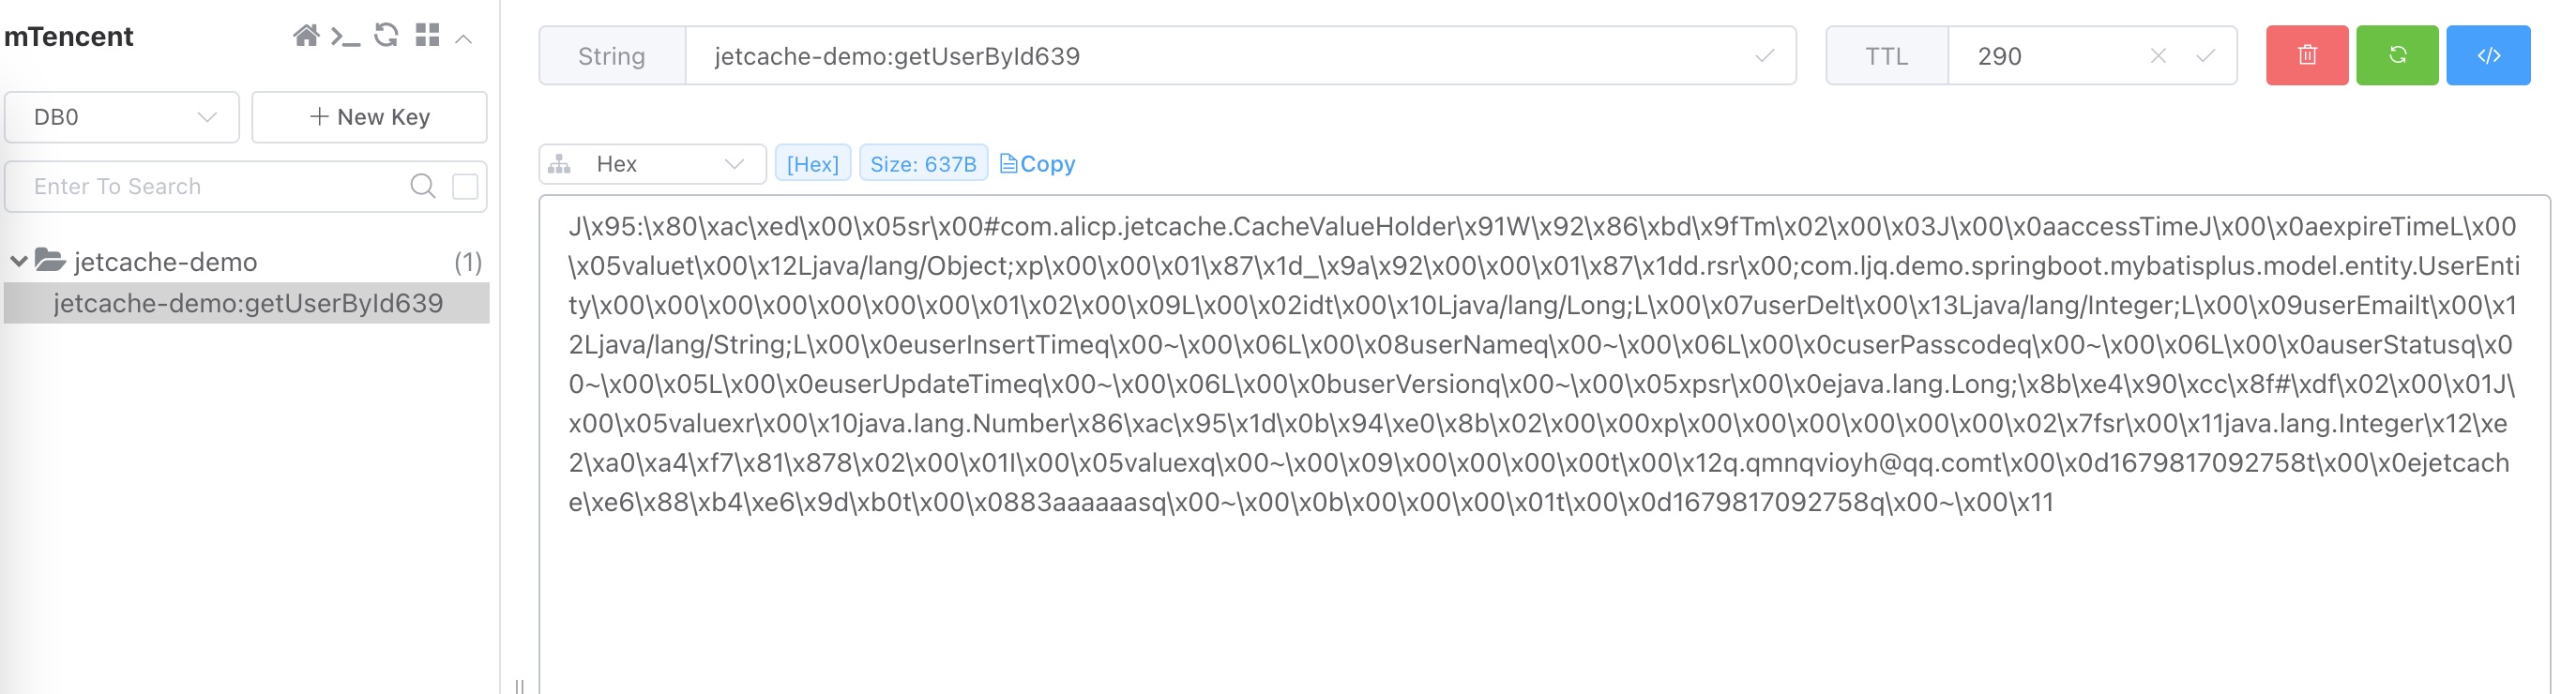 mTencent
DB0
+ New Key
Enter To Search
jetcache-demo (1)
jetcache-demo:getUserById639
String jetcache-demo:getUserById639 TTL 290
Hex [Hex] Size: 637B Copy
J\x95:\x80\xac\xed\x00\x05sr\x00#com.alicp.jetcache.CacheValueHolder\x91W\x92\x86\xbd\x9fTm\x02\x00\x03J\x00\x0aaccessTimeJ\x00\x0aexpireTimeL\x00
\x05valuet\x00\x12Ljava/lang/Object;xp\x00\x00\x01\x87\x1d_\x9a\x92\x00\x00\x01\x87\x1dd.rsr\x00;com.ljq.demo.springboot.mybatisplus.model.entity.UserEnti
ty\x00\x00\x00\x00\x00\x00\x00\x01\x02\x00\x09L\x00\x02idt\x00\x10Ljava/lang/Long;L\x00\x07userDelt\x00\x13Ljava/lang/Integer;L\x00\x09userEmailt\x00\x1
2Ljava/lang/String;L\x00\x0euserInsertTimeq\x00~\x00\x06L\x00\x08userNameq\x00~\x00\x06L\x00\x0cuserPasscodeq\x00~\x00\x06L\x00\x0auserStatusq\x0
0~\x00\x05L\x00\x0euserUpdateTimeq\x00~\x00\x06L\x00\x0buserVersionq\x00~\x00\x05xpsr\x00\x0ejava.lang.Long;\x8b\xe4\x90\xcc\x8f#\xdf\x02\x00\x01J\
x00\x05valuexr\x00\x10java.lang.Number\x86\xac\x95\x1d\x0b\x94\xe0\x8b\x02\x00\x00xp\x00\x00\x00\x00\x00\x00\x02\x7fsr\x00\x11java.lang.Integer\x12\xe
2\xa0\xa4\xf7\x81\x878\x02\x00\x01I\x00\x05valuexq\x00~\x00\x09\x00\x00\x00\x00t\x00\x12q.qmnqvioyh@qq.comt\x00\x0d1679817092758t\x00\x0ejetcach
e\xe6\x88\xb4\xe6\x9d\xb0t\x00\x0883aaaaaasq\x00~\x00\x0b\x00\x00\x00\x01t\x00\x0d1679817092758q\x00~\x00\x11